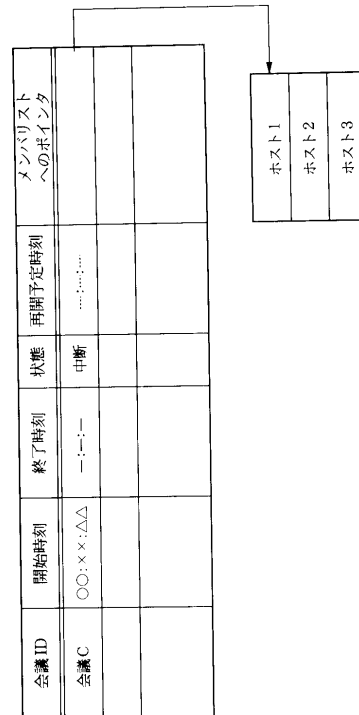 会議ID 開始時刻 終了時刻 状態 再開予定時刻 メンバリスト
へのポインタ
会議C ○○:××:△△ −:−:− 中断 …:…:…
ホスト1
ホスト2
ホスト3